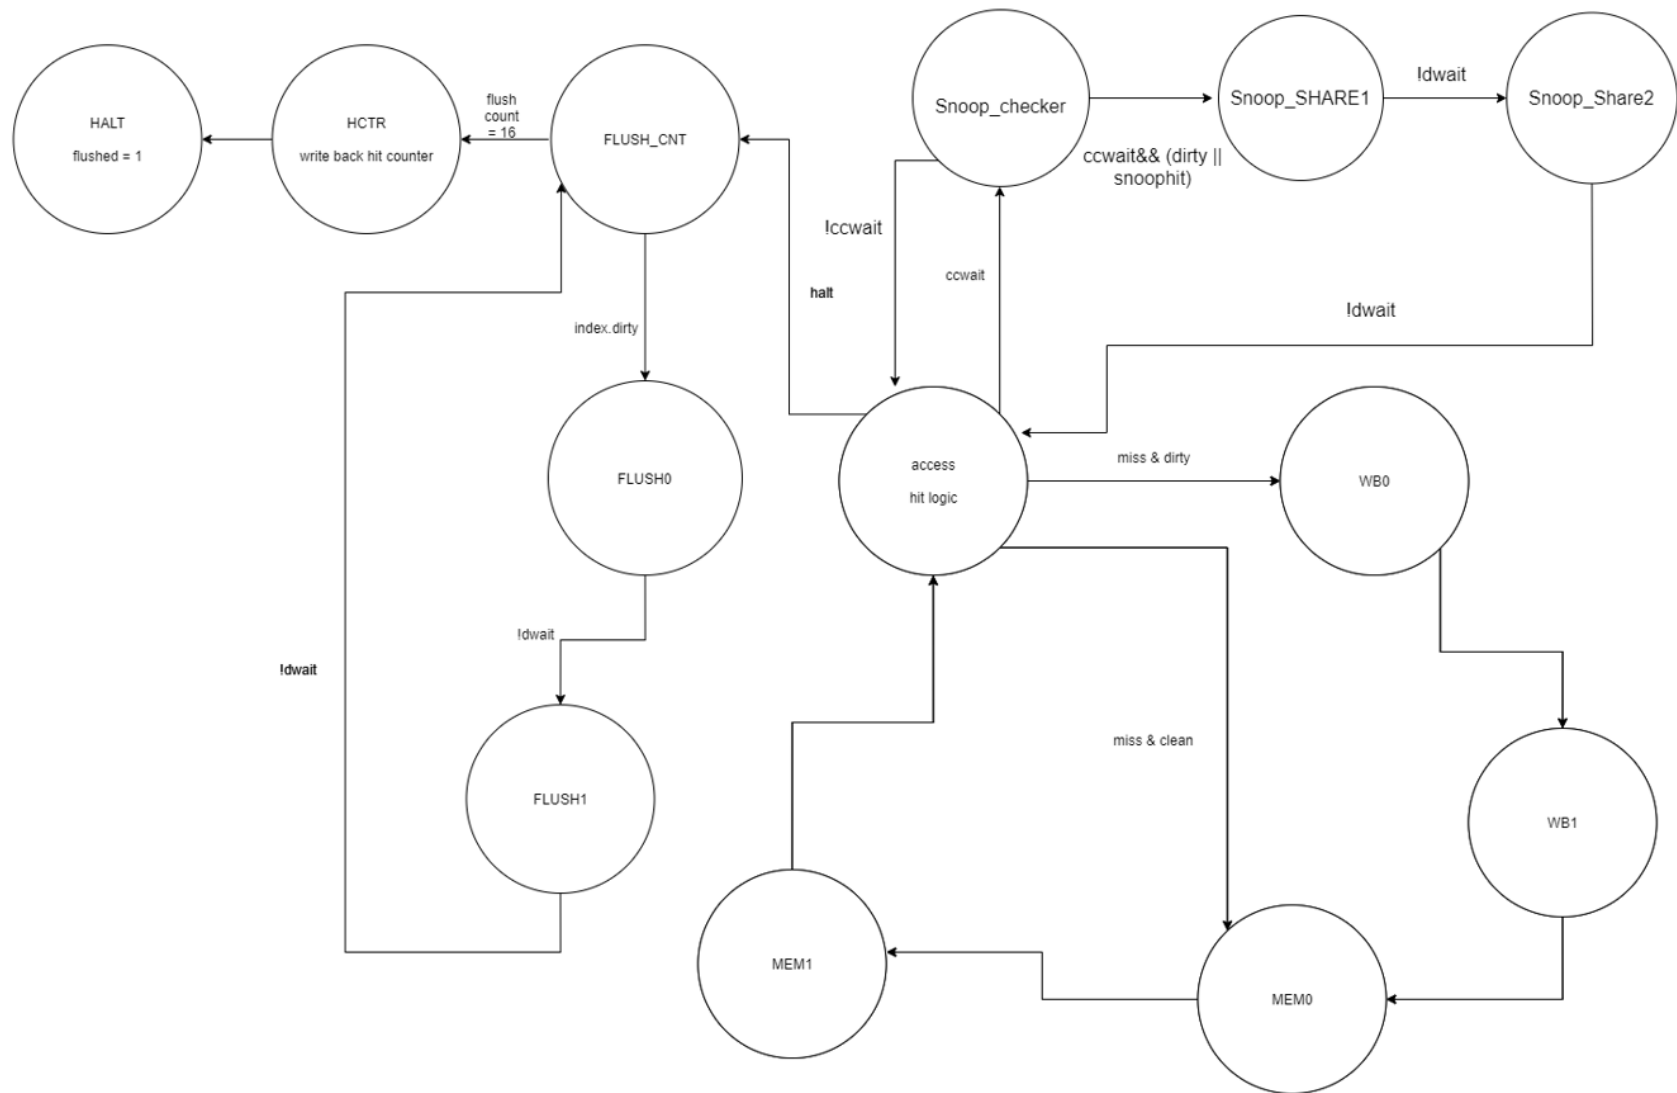 HALT
flushed = 1
HCTR
write back hit counter
flush
count
= 16
FLUSH_CNT
Snoop_checker
Snoop_SHARE1
!dwait
Snoop_Share2
ccwait&& (dirty ||
snoophit)
!ccwait
ccwait
halt
!dwait
index.dirty
FLUSH0
access
hit logic
miss & dirty
WB0
!dwait
!dwait
FLUSH1
miss & clean
WB1
MEM1
MEM0